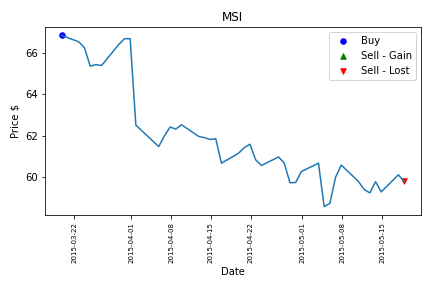 MSI
Buy
Sell - Gain
Sell - Lost
Price $
66
64
62
60
2015-03-22
2015-04-01
2015-04-08
2015-04-15
2015-04-22
2015-05-01
2015-05-08
2015-05-15
Date